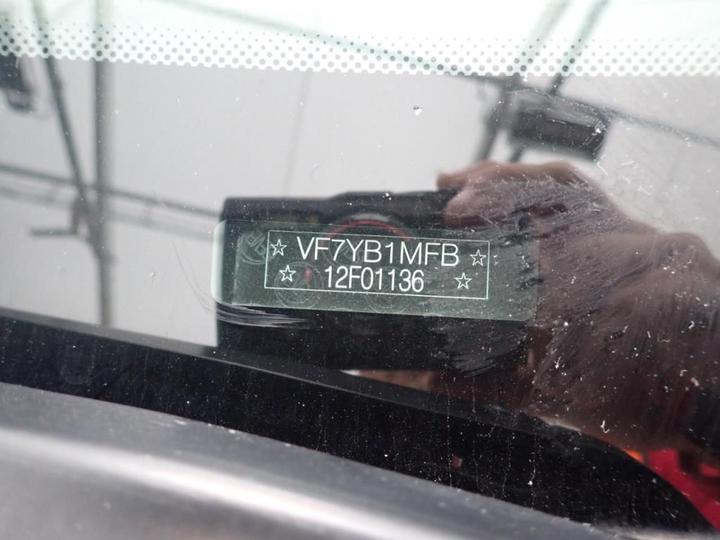 ☆ VF7YB1MFB ☆
☆ 12F01136 ☆